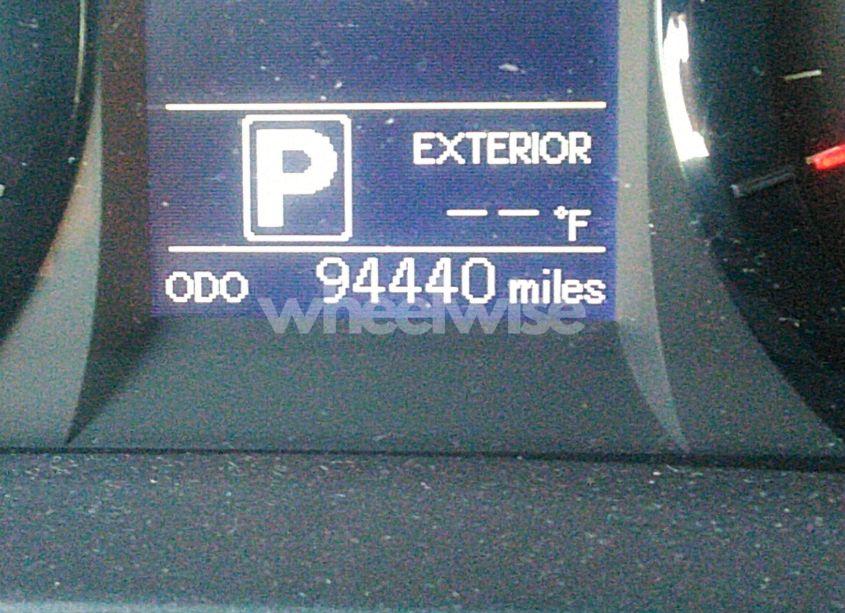 P
EXTERIOR
-- °F
ODO 94440 miles
wheelwise